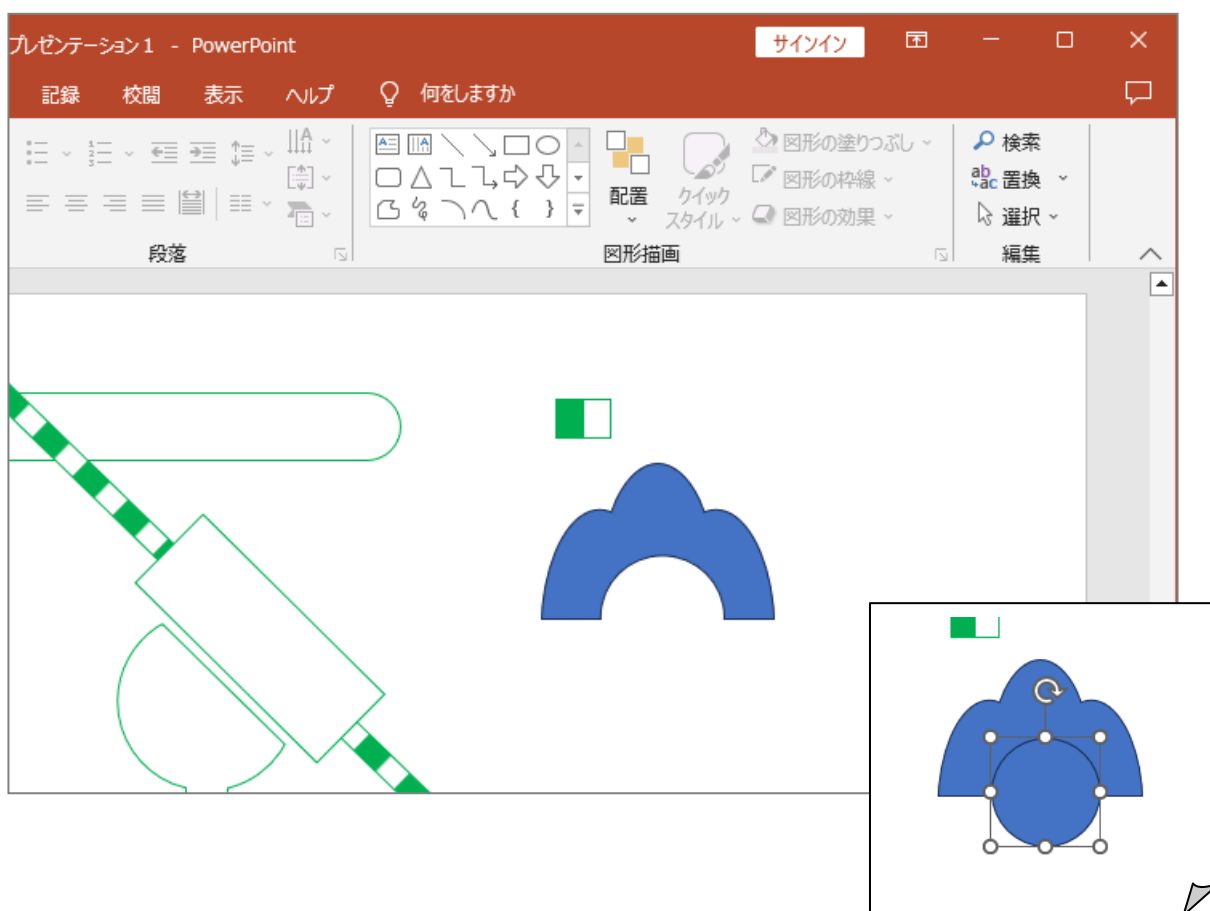 プレゼンテーション1 - PowerPoint
サインイン
記録 校閲 表示 ヘルプ 何をしますか
配置
クイック
スタイル
図形の塗りつぶし
図形の枠線
図形の効果
検索
置換
選択
段落 図形描画 編集